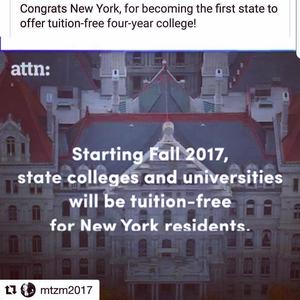 Congrats New York, for becoming the first state to
offer tuition-free four-year college!
attn:
Starting Fall 2017,
state colleges and universities
will be tuition-free
for New York residents.
mtzm2017